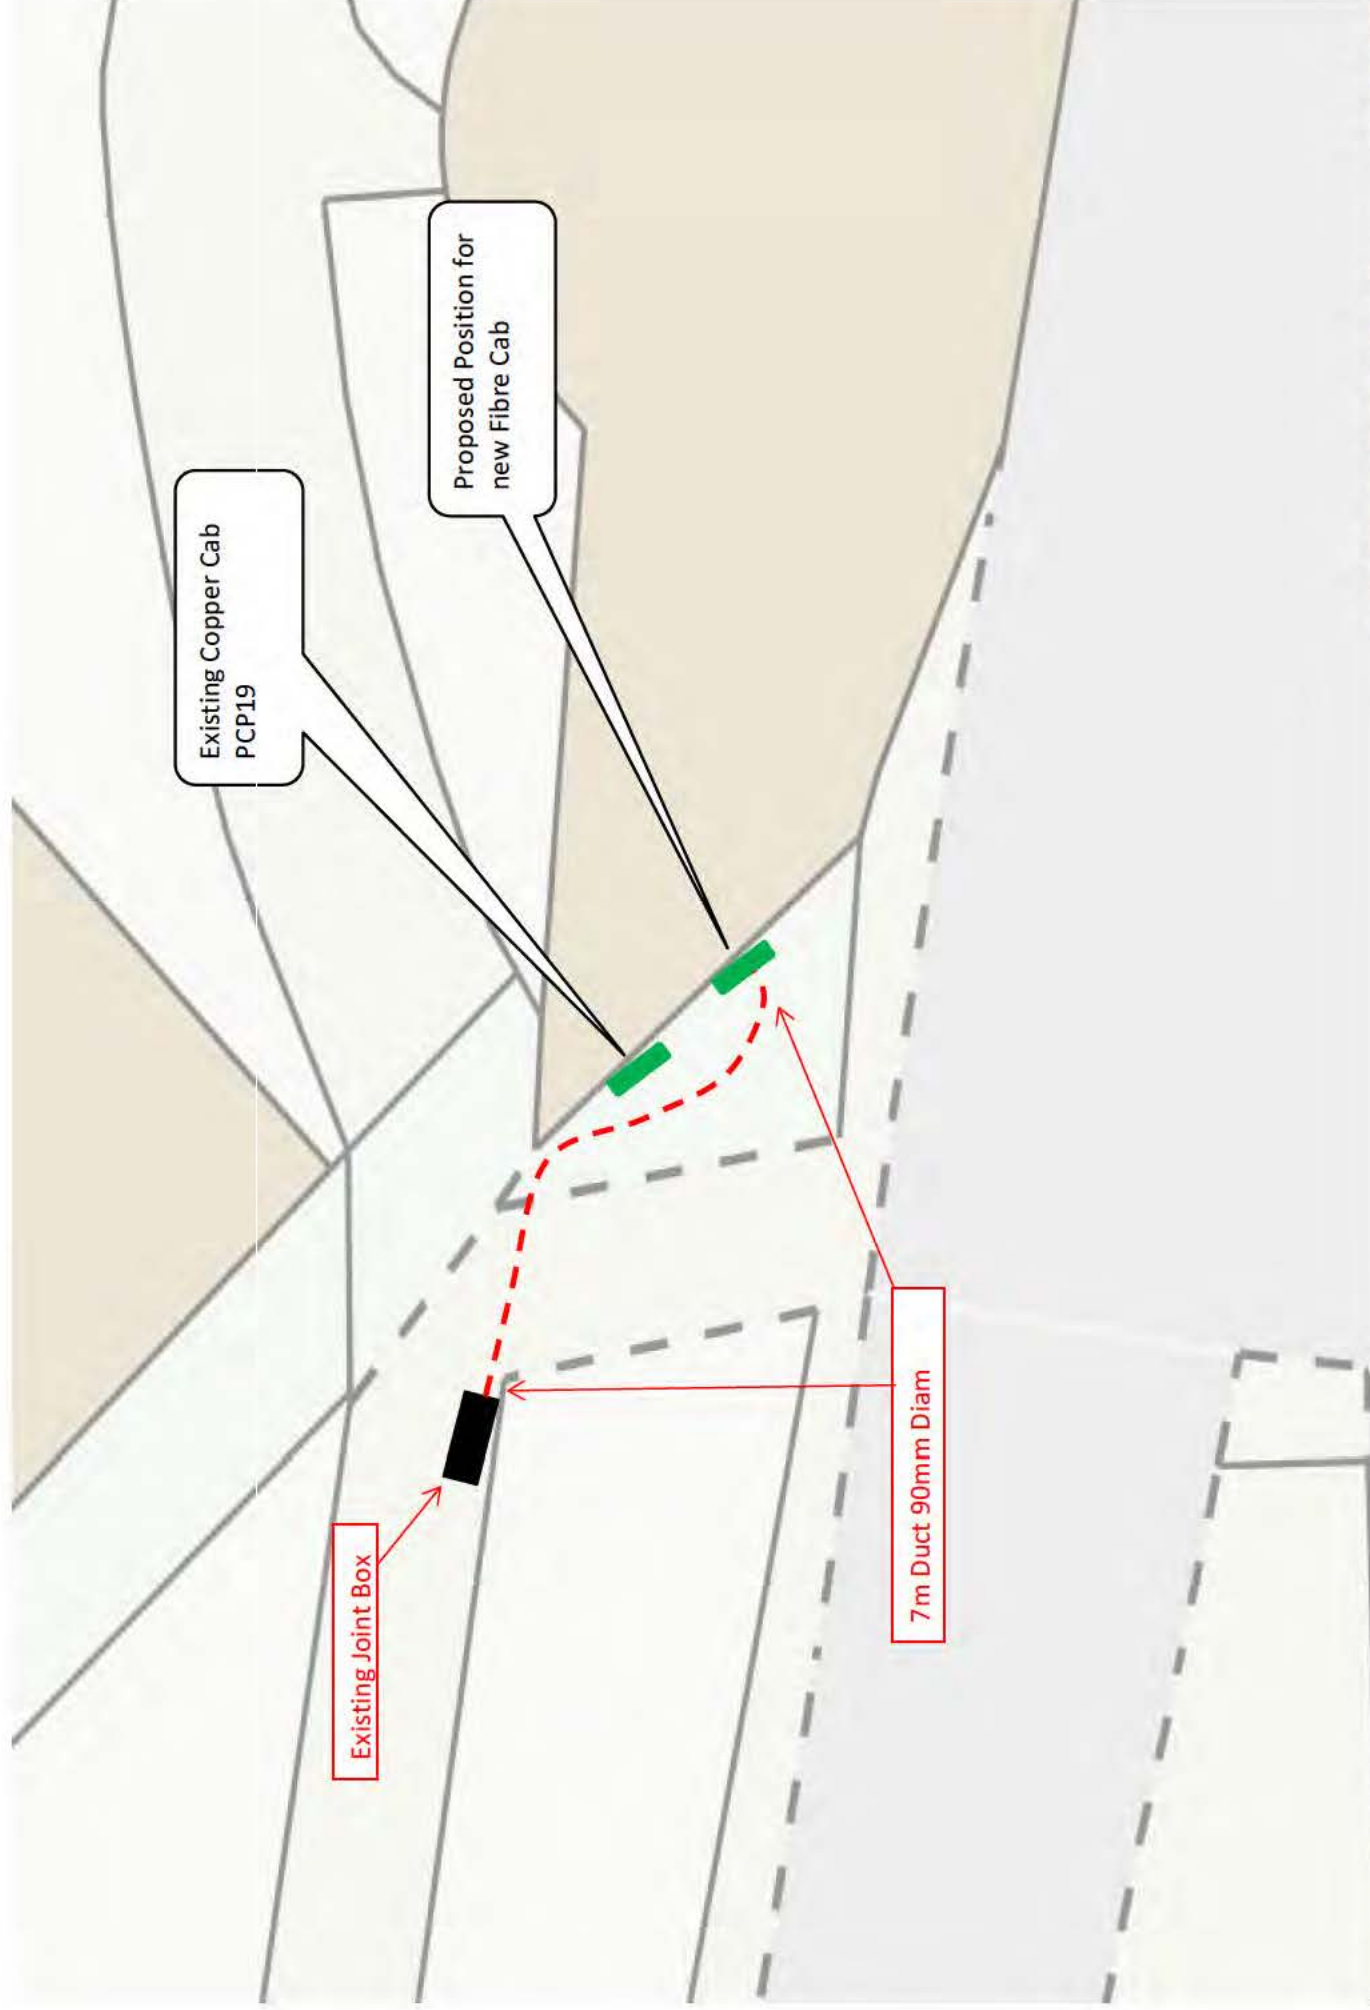 Existing Copper Cab
PCP19
Proposed Position for
new Fibre Cab
Existing Joint Box
7m Duct 90mm Diam